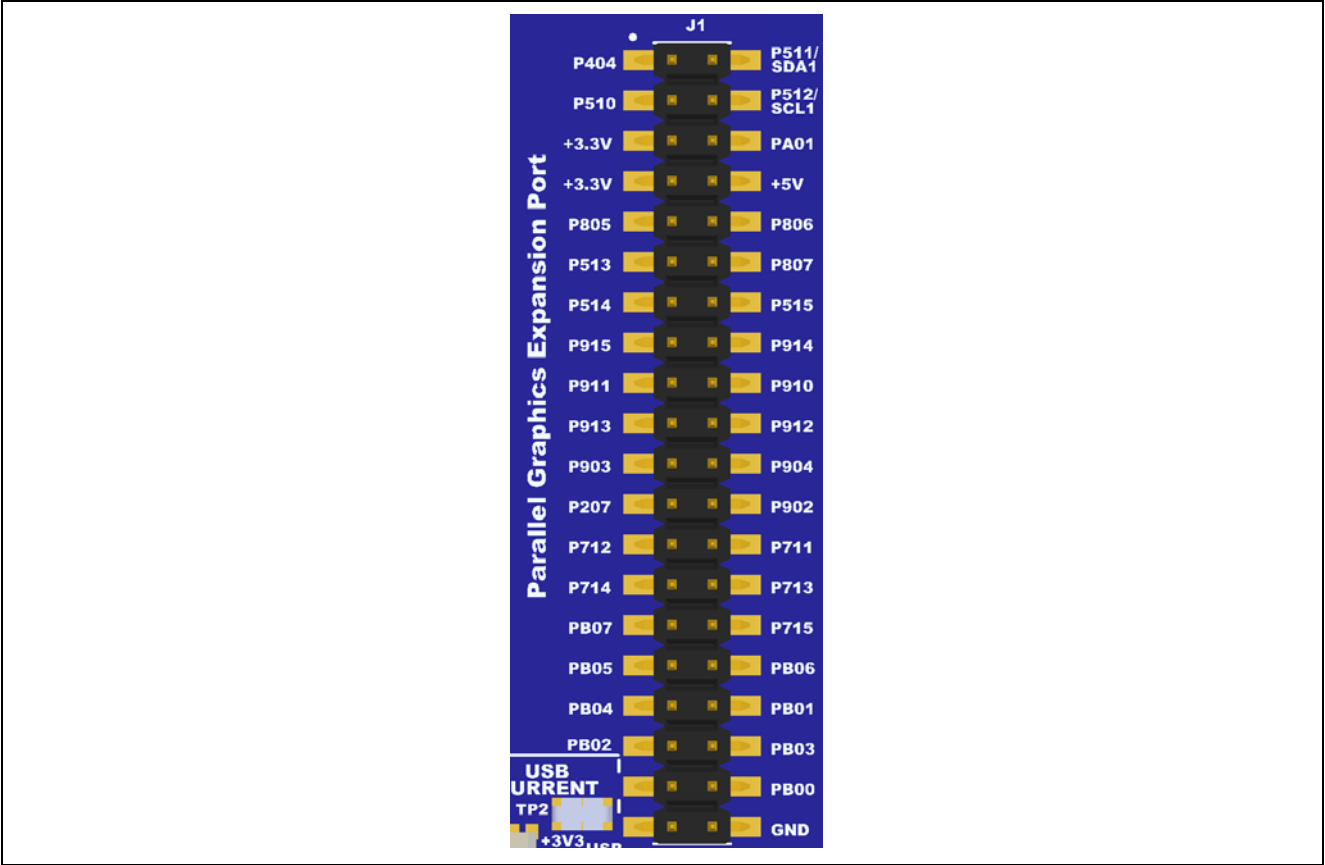 J1
P404
P511/
SDA1
P510
P512/
SCL1
+3.3V
PA01
+3.3V
+5V
P805
P806
P513
P807
P514
P515
P915
P914
P911
P910
P913
P912
P903
P904
P207
P902
P712
P711
P714
P713
PB07
P715
PB05
PB06
PB04
PB01
PB02
PB03
PB00
GND
Parallel Graphics Expansion Port
USB
URRENT
TP2
+3V3